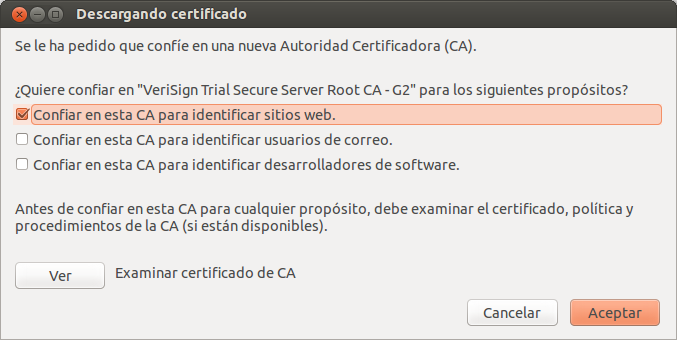 Descargando certificado
Se le ha pedido que confíe en una nueva Autoridad Certificadora (CA).
¿Quiere confiar en "VeriSign Trial Secure Server Root CA - G2" para los siguientes propósitos?
Confiar en esta CA para identificar sitios web.
Confiar en esta CA para identificar usuarios de correo.
Confiar en esta CA para identificar desarrolladores de software.
Antes de confiar en esta CA para cualquier propósito, debe examinar el certificado, política y
procedimientos de la CA (si están disponibles).
Ver Examinar certificado de CA
Cancelar Aceptar